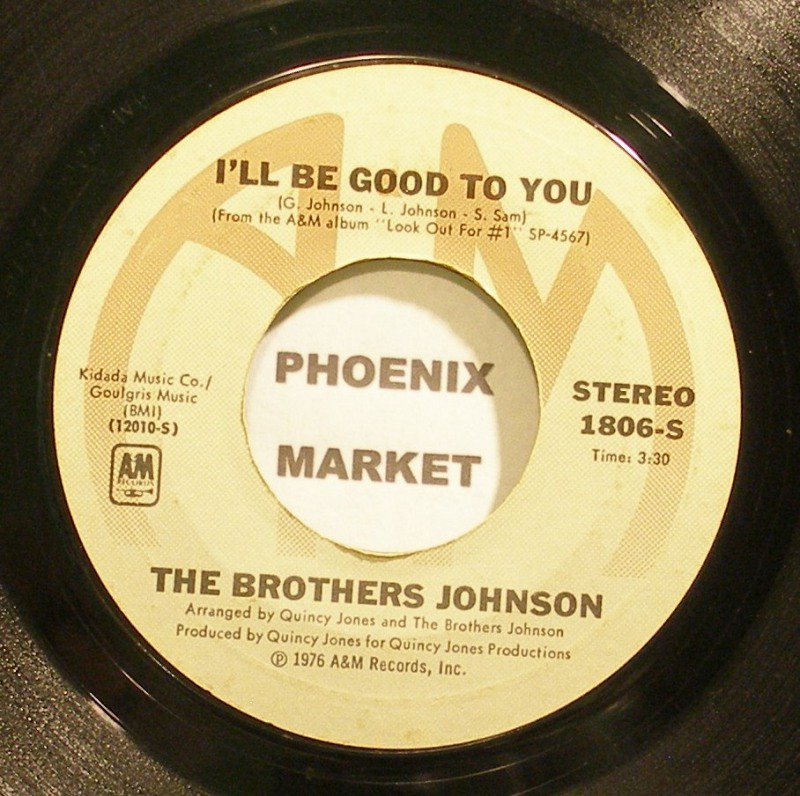 I'LL BE GOOD TO YOU
(G. Johnson - L. Johnson - S. Sam)
(From the A&M album "Look Out For #1" SP-4567)
PHOENIX
MARKET
Kidada Music Co./
Goulgris Music
(BMI)
(12010-S)
A&M
RECORDS
STEREO
1806-S
Time: 3:30
THE BROTHERS JOHNSON
Arranged by Quincy Jones and The Brothers Johnson
Produced by Quincy Jones for Quincy Jones Productions
℗ 1976 A&M Records, Inc.